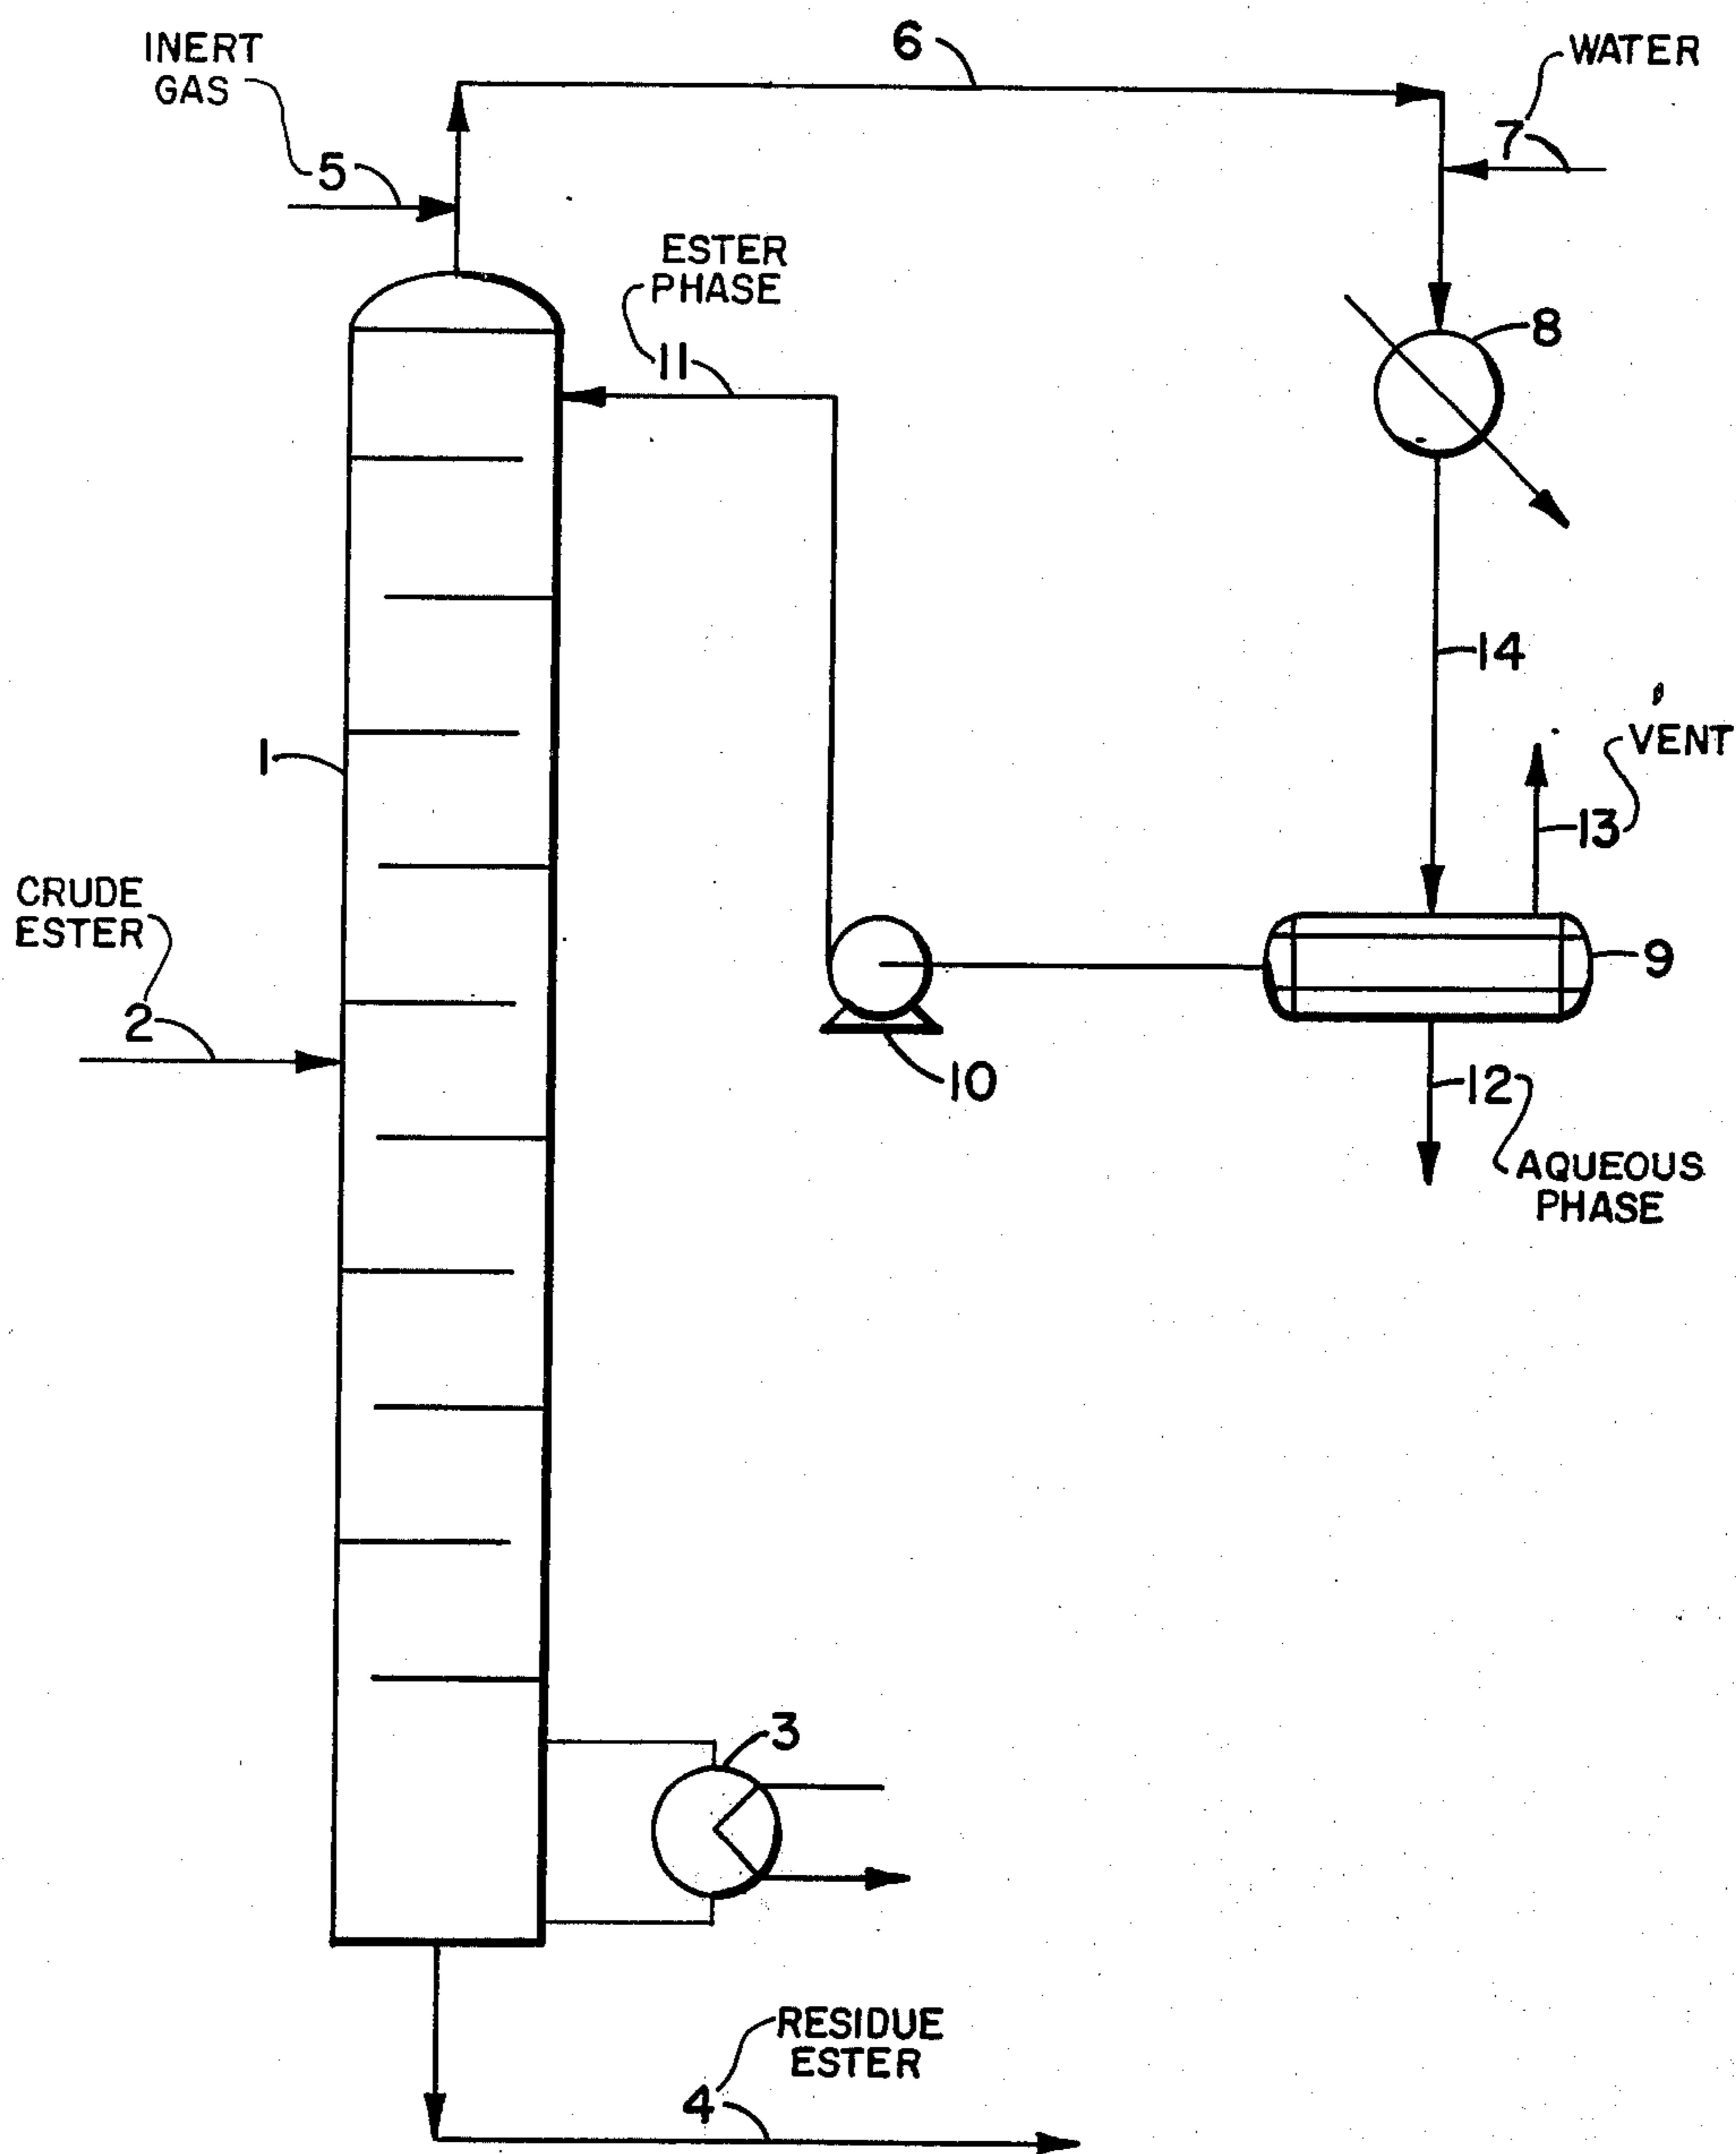 INERT
GAS
5
6
WATER
7
ESTER
PHASE
11
8
14
1
VENT
13
CRUDE
ESTER
2
9
10
12
AQUEOUS
PHASE
3
RESIDUE
ESTER
4